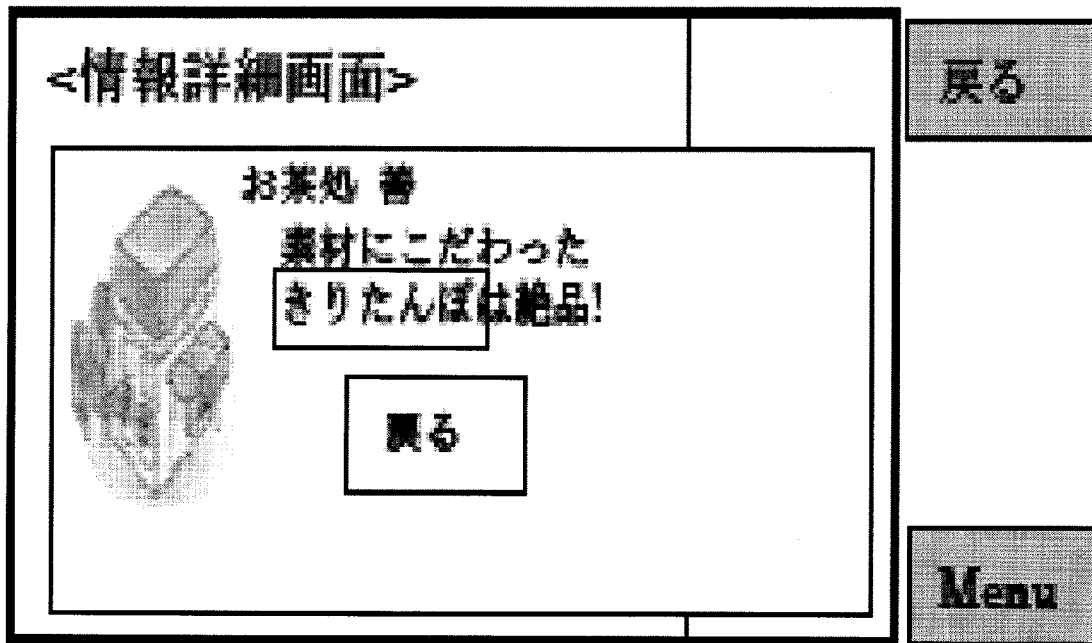 <情報詳細画面>
戻る
お茶処 善
素材にこだわった
きりたんぽは絶品!
戻る
Menu